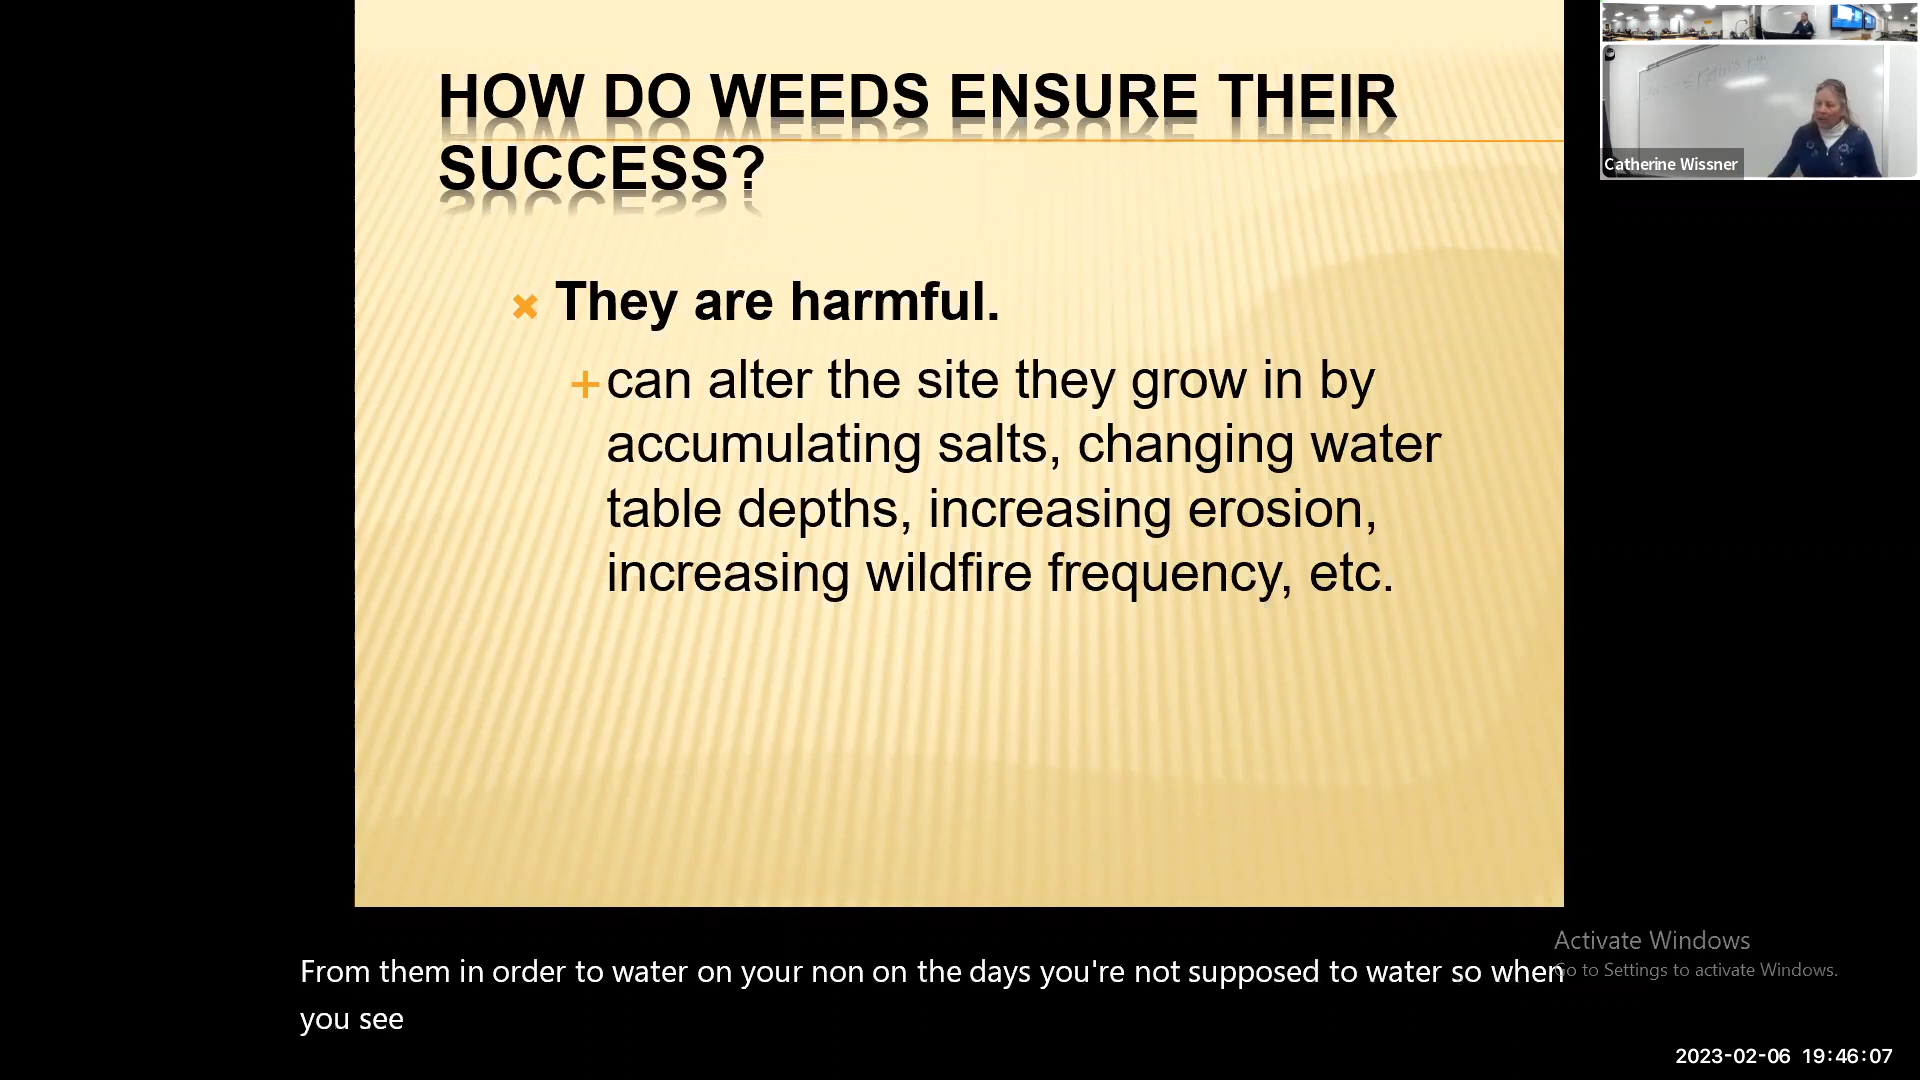 HOW DO WEEDS ENSURE THEIR
SUCCESS?
They are harmful.
can alter the site they grow in by
accumulating salts, changing water
table depths, increasing erosion,
increasing wildfire frequency, etc.
Catherine Wissner
Activate Windows
Go to Settings to activate Windows.
From them in order to water on your non on the days you're not supposed to water so when
you see
2023-02-06 19:46:07